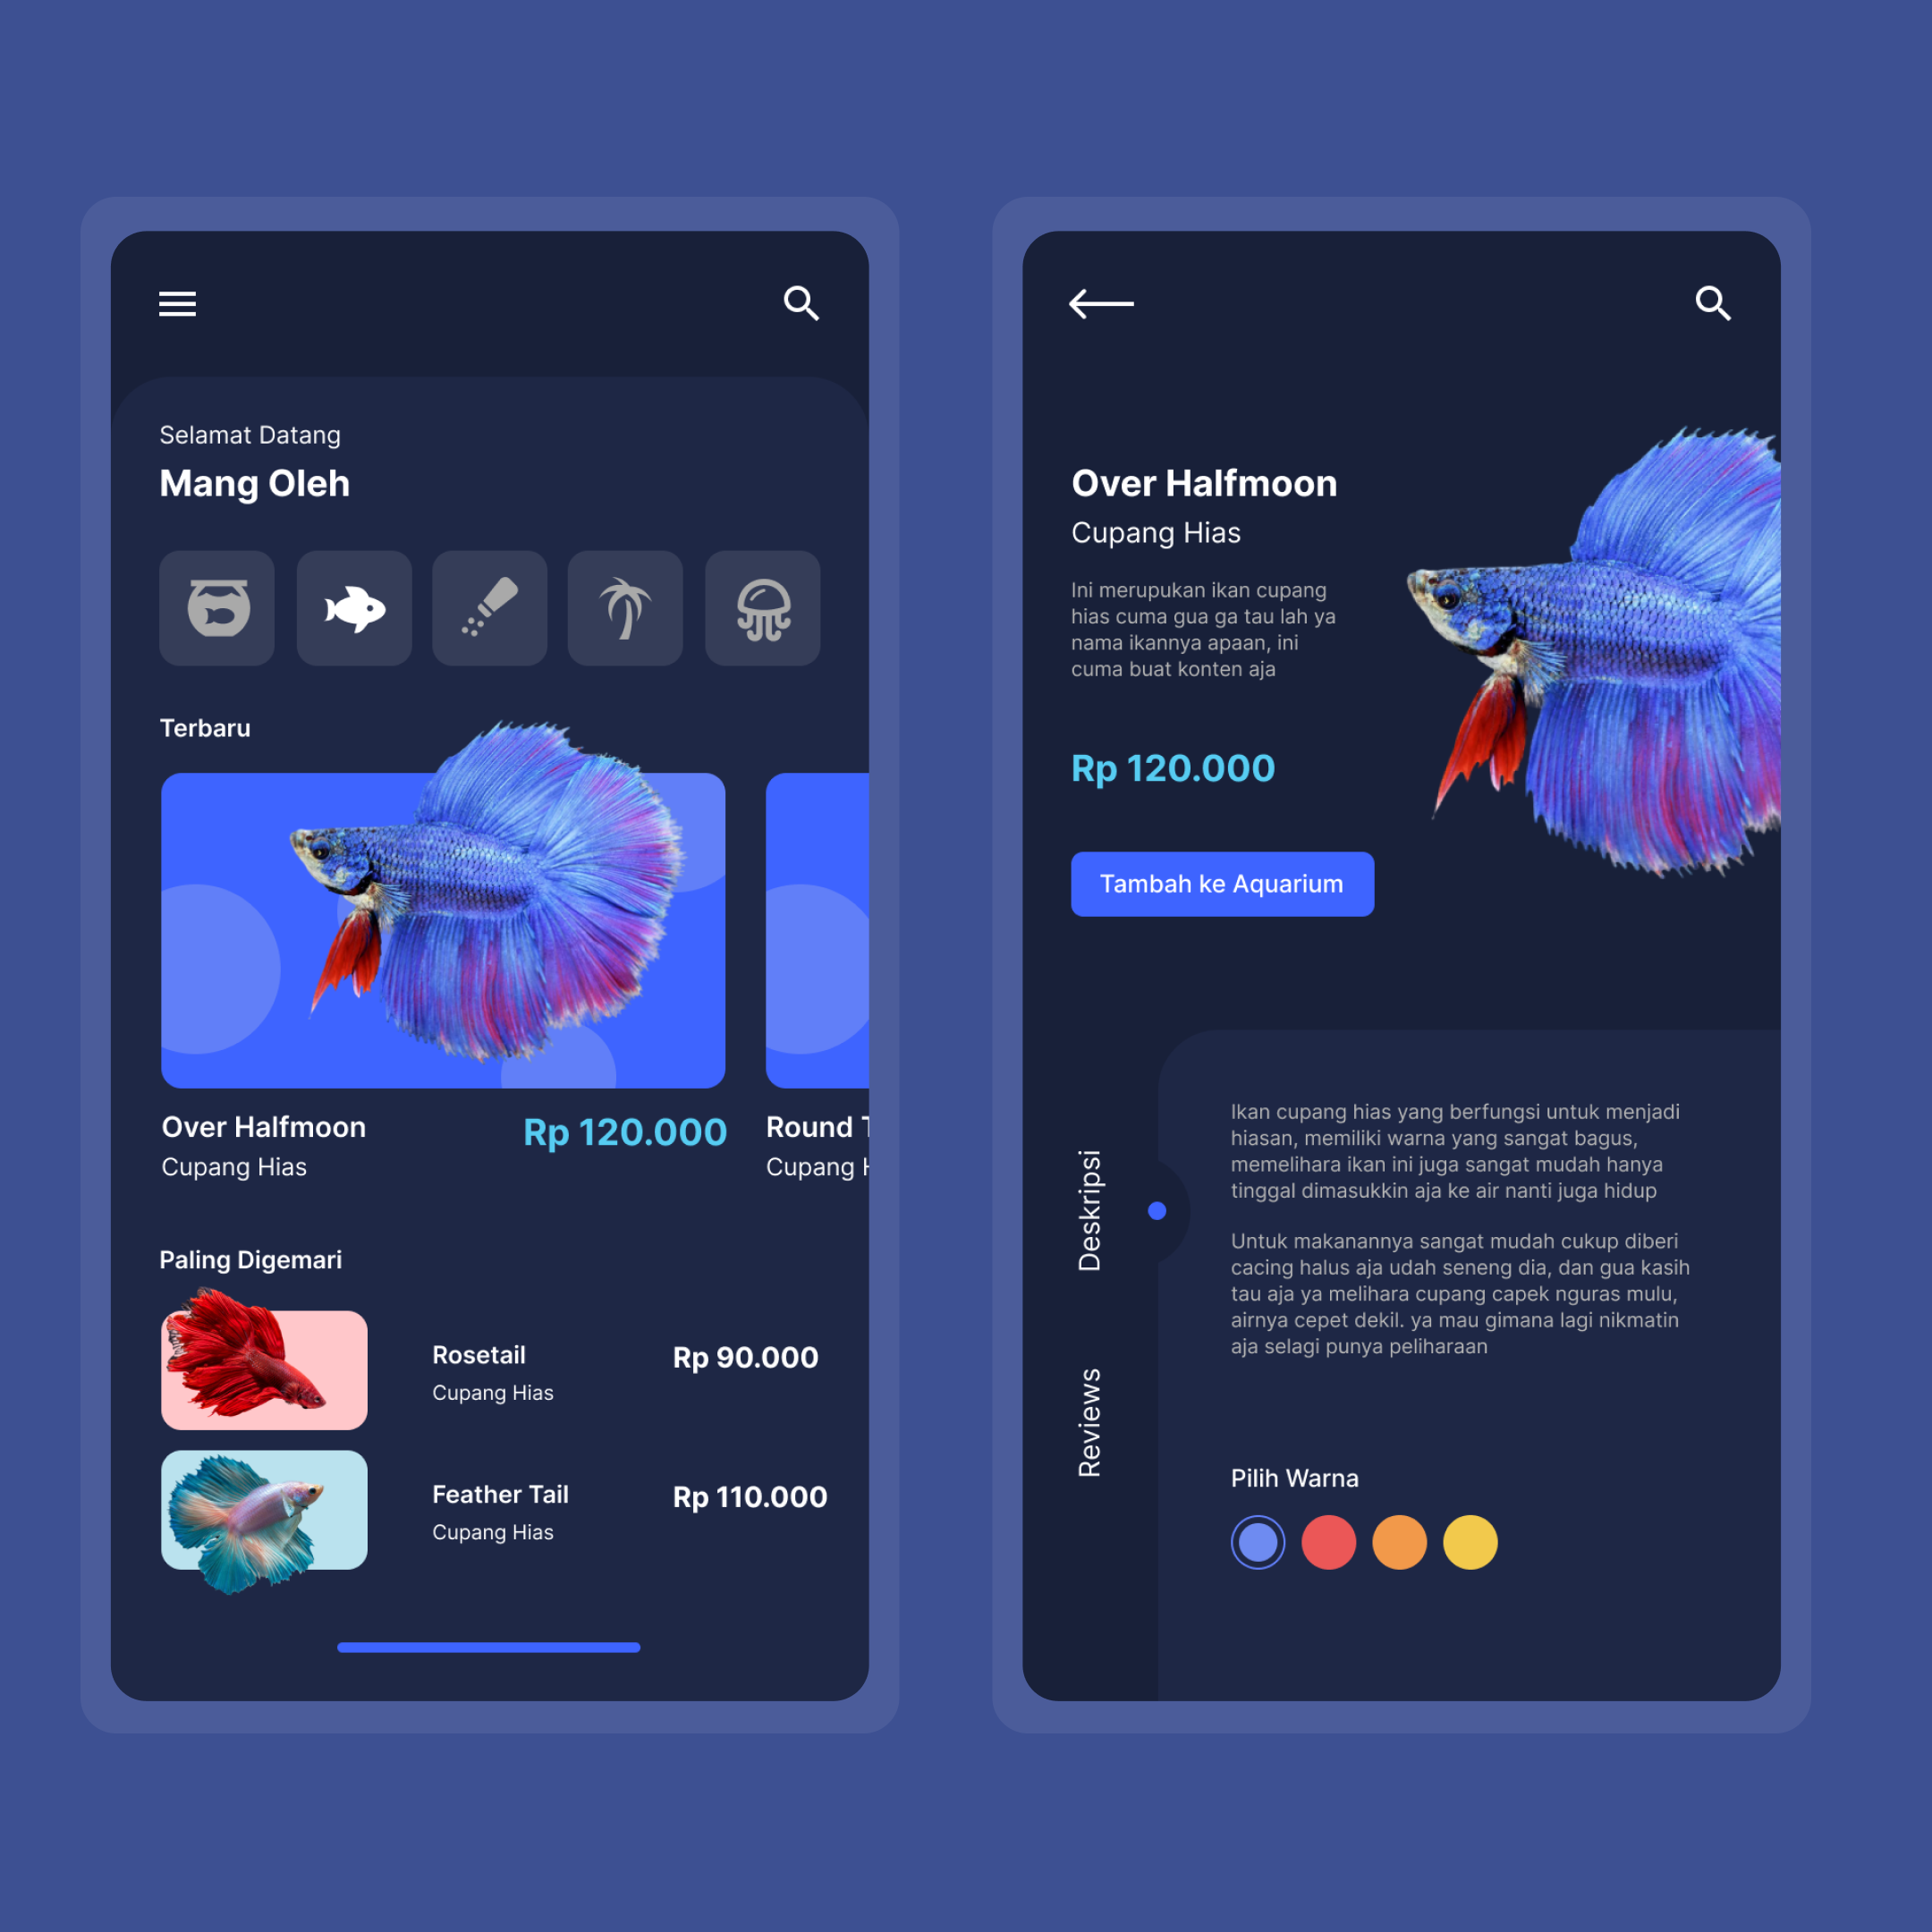 Selamat Datang
Mang Oleh
Terbaru
Over Halfmoon
Cupang Hias
Rp 120.000
Round
Cupang
Paling Digemari
Rosetail
Cupang Hias
Rp 90.000
Feather Tail
Cupang Hias
Rp 110.000
Over Halfmoon
Cupang Hias
Ini merupukan ikan cupang
hias cuma gua ga tau lah ya
nama ikannya apaan, ini
cuma buat konten aja
Rp 120.000
Tambah ke Aquarium
Deskripsi
Reviews
Ikan cupang hias yang berfungsi untuk menjadi
hiasan, memiliki warna yang sangat bagus,
memelihara ikan ini juga sangat mudah hanya
tinggal dimasukkin aja ke air nanti juga hidup
Untuk makanannya sangat mudah cukup diberi
cacing halus aja udah seneng dia, dan gua kasih
tau aja ya melihara cupang capek nguras mulu,
airnya cepet dekil. ya mau gimana lagi nikmatin
aja selagi punya peliharaan
Pilih Warna